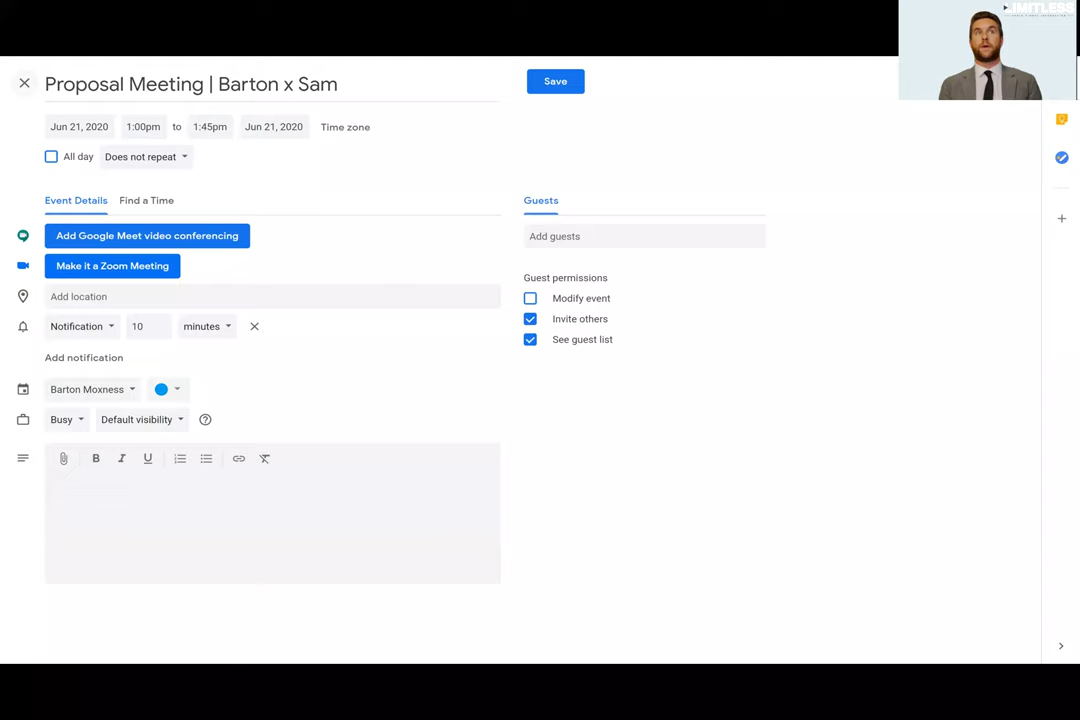 LIMITLESS
Proposal Meeting | Barton x Sam
Save
Jun 21, 2020 1:00pm to 1:45pm Jun 21, 2020 Time zone
All day Does not repeat
Event Details Find a Time
Guests
Add Google Meet video conferencing
Add guests
Make it a Zoom Meeting
Guest permissions
Add location
Modify event
Notification 10 minutes
Invite others
See guest list
Add notification
Barton Moxness
Busy Default visibility
B I U